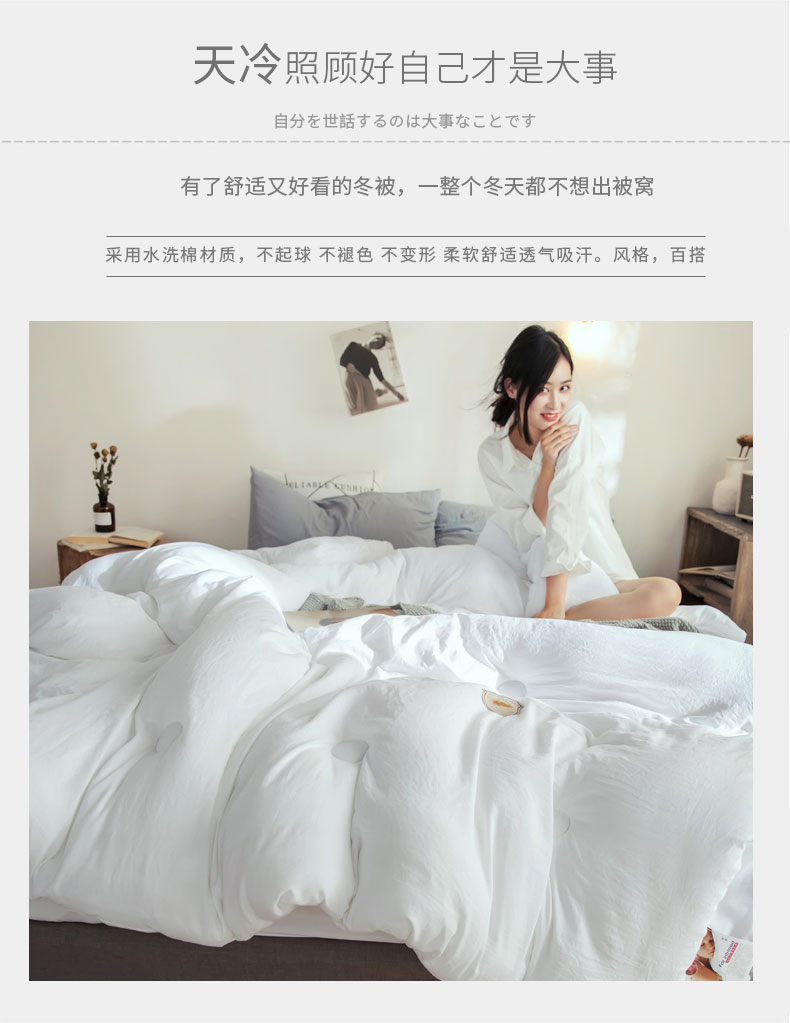 天冷照顾好自己才是大事
自分を世話するのは大事なことです
有了舒适又好看的冬被，一整个冬天都不想出被窝
采用水洗棉材质，不起球 不褪色 不变形 柔软舒适透气吸汗。风格，百搭
RELIABLE CUSHION